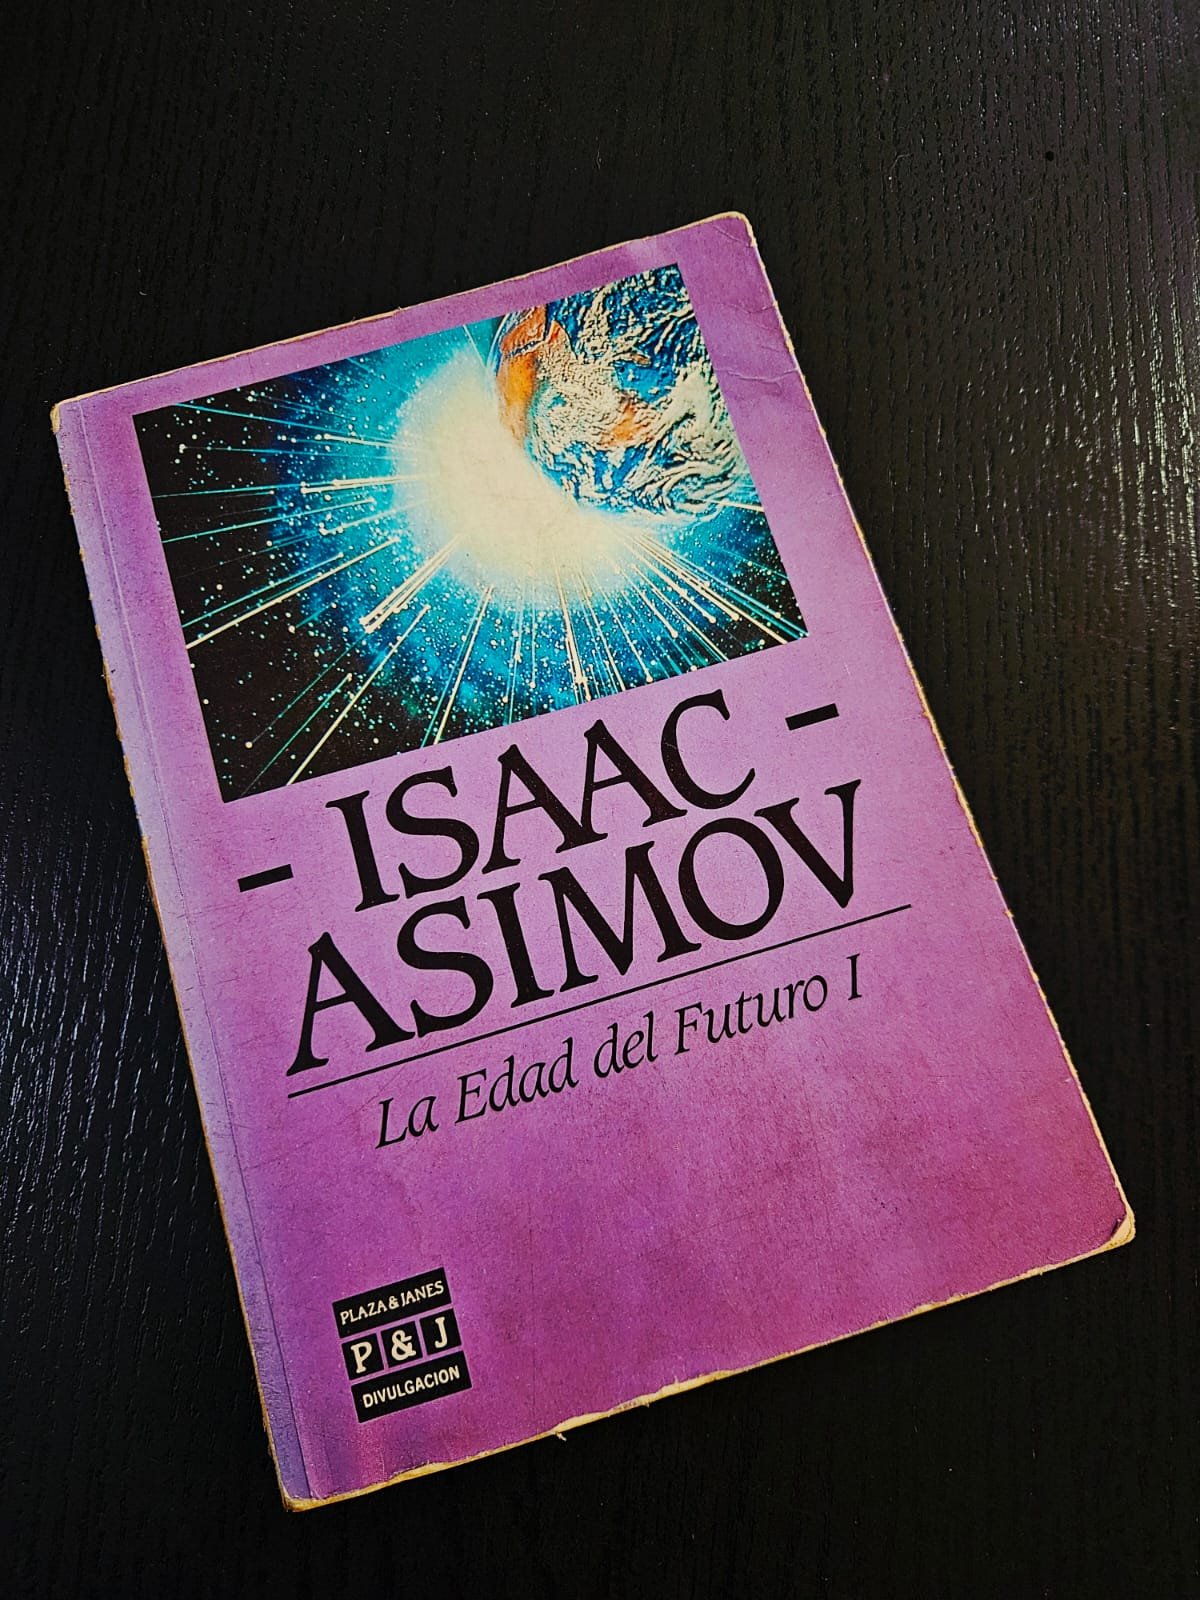 - ISAAC -
ASIMOV
La Edad del Futuro I
PLAZA & JANES
P & J
DIVULGACION